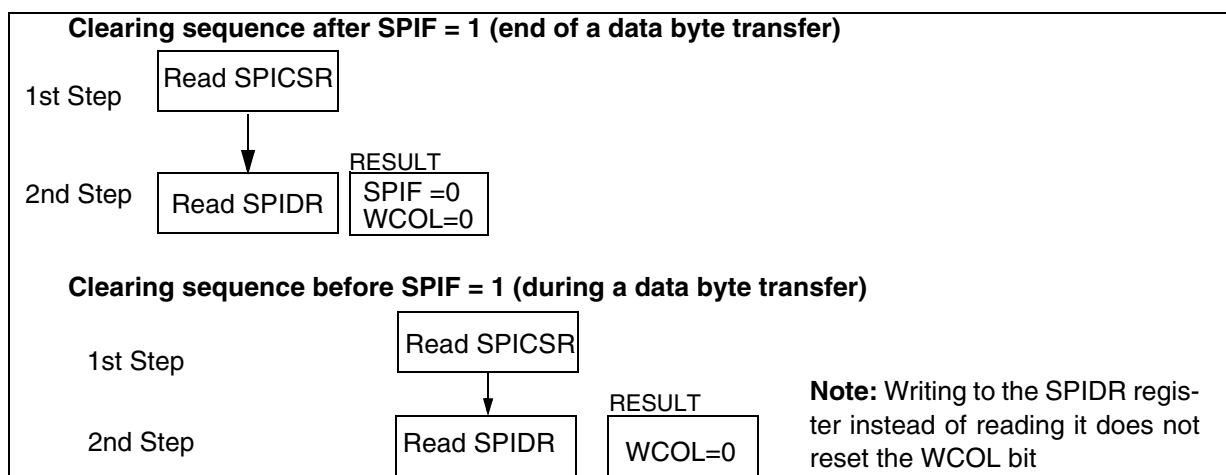 Clearing sequence after SPIF = 1 (end of a data byte transfer)
1st Step
Read SPICSR
2nd Step
Read SPIDR
RESULT
SPIF =0
WCOL=0
Clearing sequence before SPIF = 1 (during a data byte transfer)
1st Step
Read SPICSR
2nd Step
Read SPIDR
RESULT
WCOL=0
Note: Writing to the SPIDR regis-
ter instead of reading it does not
reset the WCOL bit